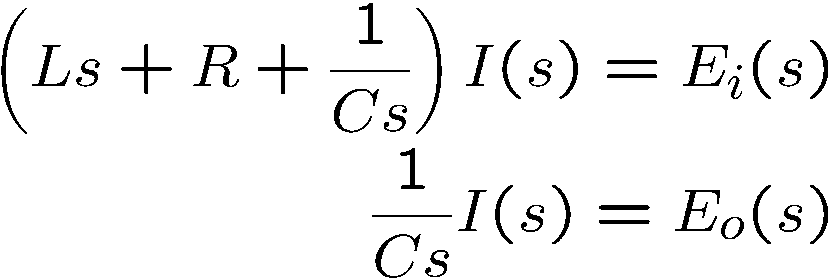 (Ls + R + 1/Cs) I(s) = E_i(s)
1/Cs I(s) = E_o(s)